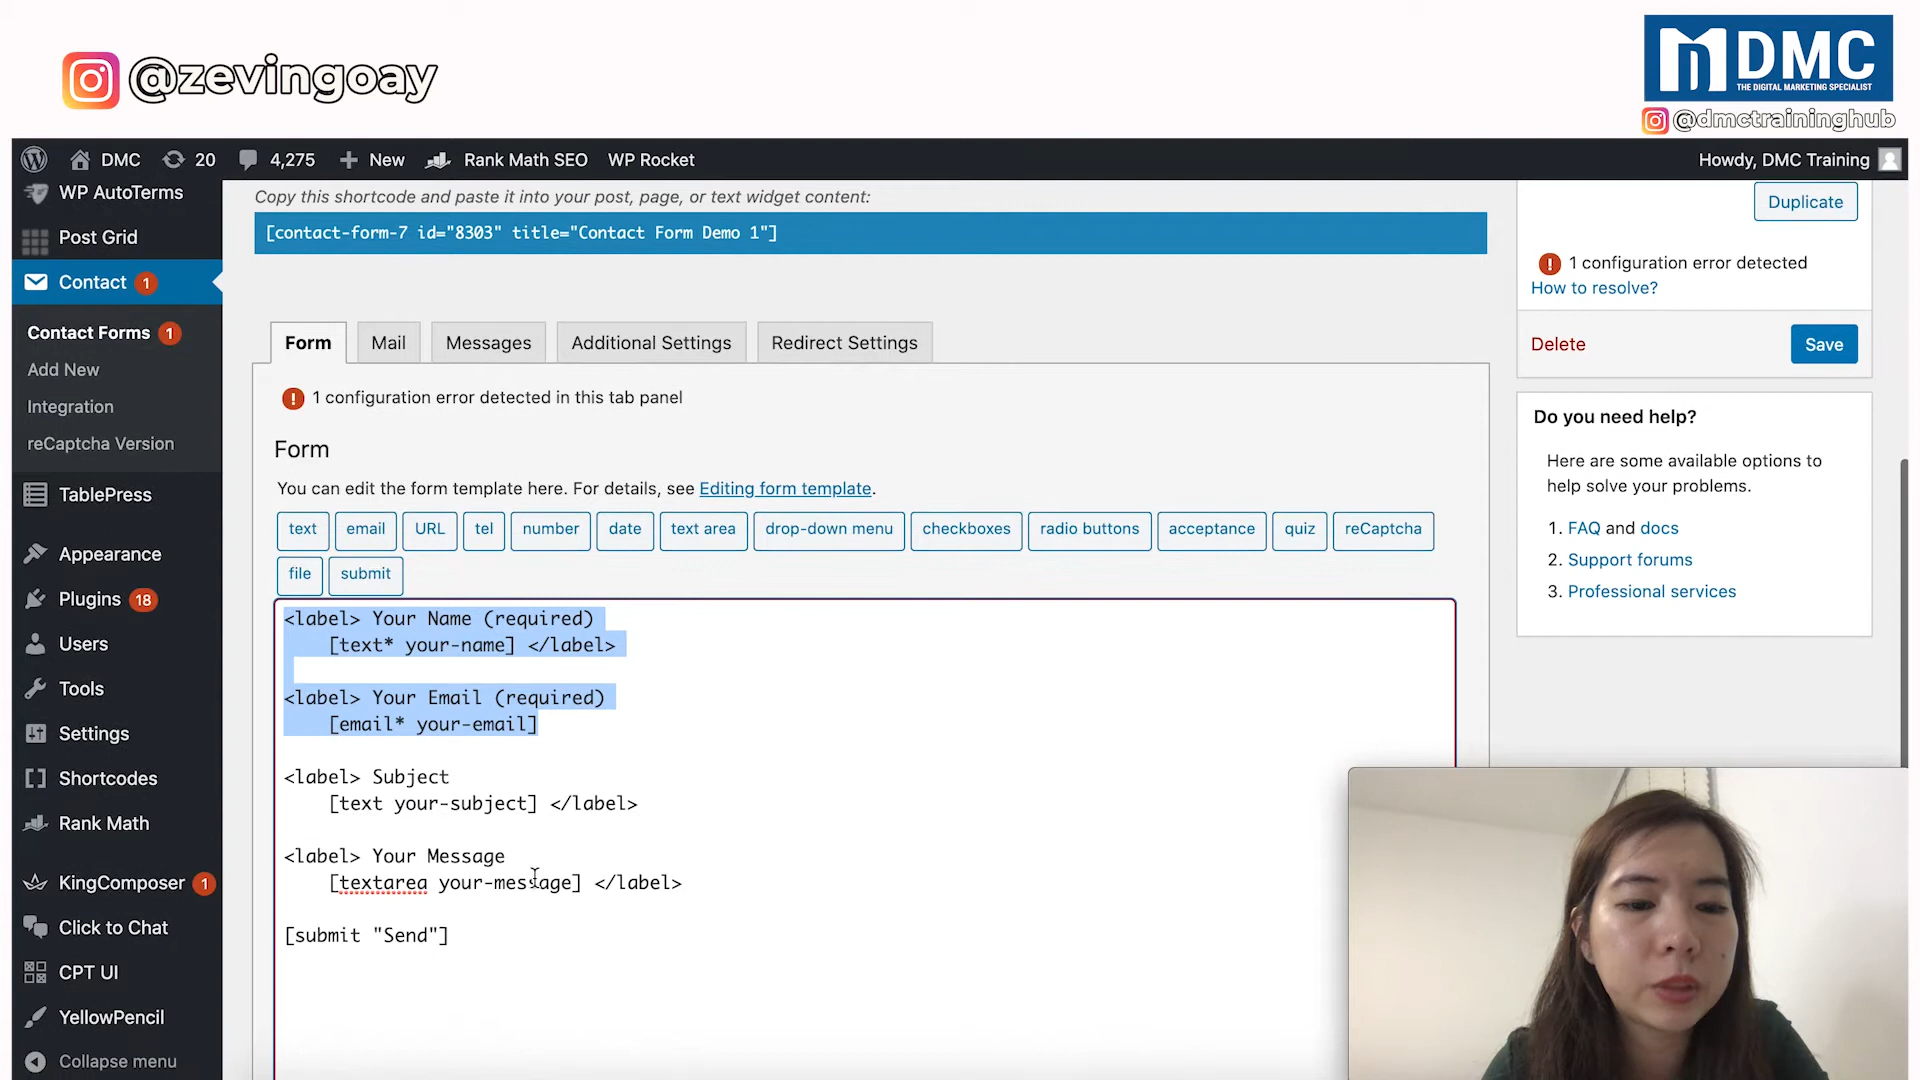 @zevingoay
DMC
THE DIGITAL MARKETING SPECIALIST
@dmctraininghub
DMC 20 4,275 New Rank Math SEO WP Rocket Howdy, DMC Training
WP AutoTerms
Post Grid
Contact 1
Contact Forms 1
Add New
Integration
reCaptcha Version
TablePress
Appearance
Plugins 18
Users
Tools
Settings
Shortcodes
Rank Math
KingComposer 1
Click to Chat
CPT UI
YellowPencil
Collapse menu
Copy this shortcode and paste it into your post, page, or text widget content:
[contact-form-7 id="8303" title="Contact Form Demo 1"]
Form Mail Messages Additional Settings Redirect Settings
! 1 configuration error detected in this tab panel
Form
You can edit the form template here. For details, see Editing form template.
text email URL tel number date text area drop-down menu checkboxes radio buttons acceptance quiz reCaptcha
file submit
<label> Your Name (required)
[text* your-name] </label>
<label> Your Email (required)
[email* your-email]
<label> Subject
[text your-subject] </label>
<label> Your Message
[textarea your-message] </label>
[submit "Send"]
Duplicate
! 1 configuration error detected
How to resolve?
Delete Save
Do you need help?
Here are some available options to
help solve your problems.
1. FAQ and docs
2. Support forums
3. Professional services